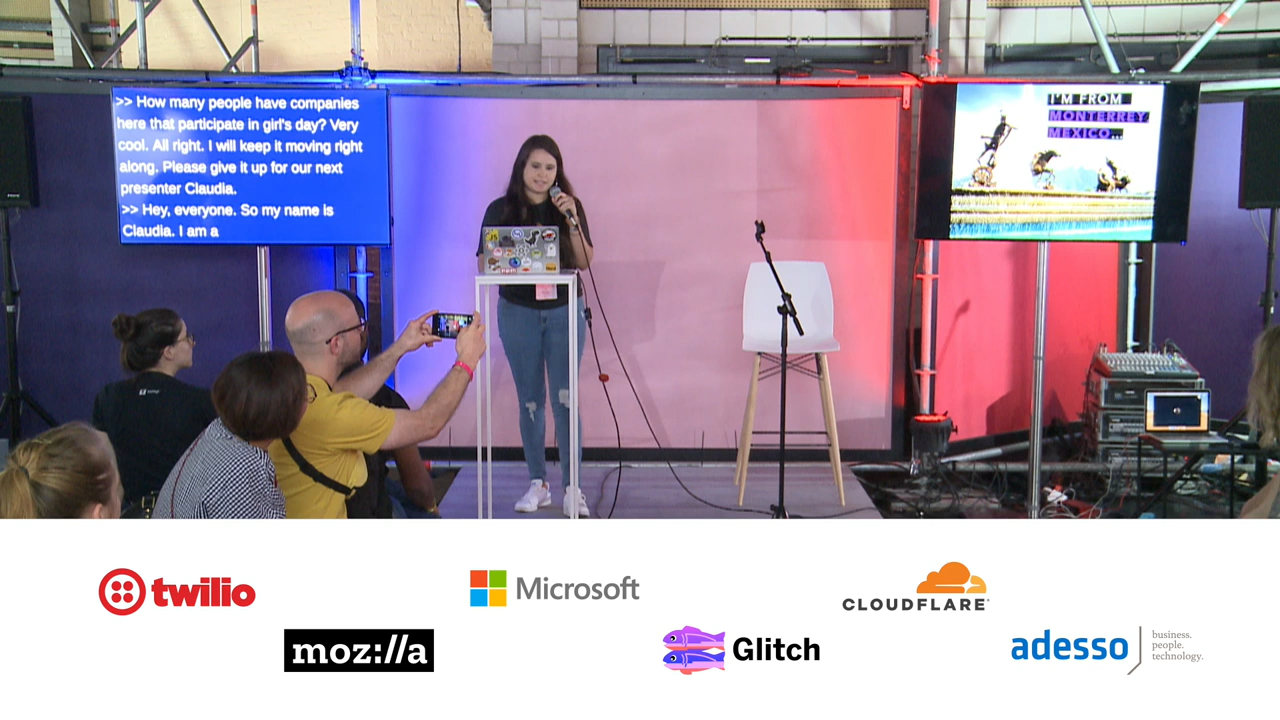 >> How many people have companies
here that participate in girl's day? Very
cool. All right. I will keep it moving right
along. Please give it up for our next
presenter Claudia.
>> Hey, everyone. So my name is
Claudia. I am a
I'M FROM
MONTERREY,
MEXICO...
twilio
Microsoft
CLOUDFLARE
moz://a
Glitch
adesso
business.
people.
technology.